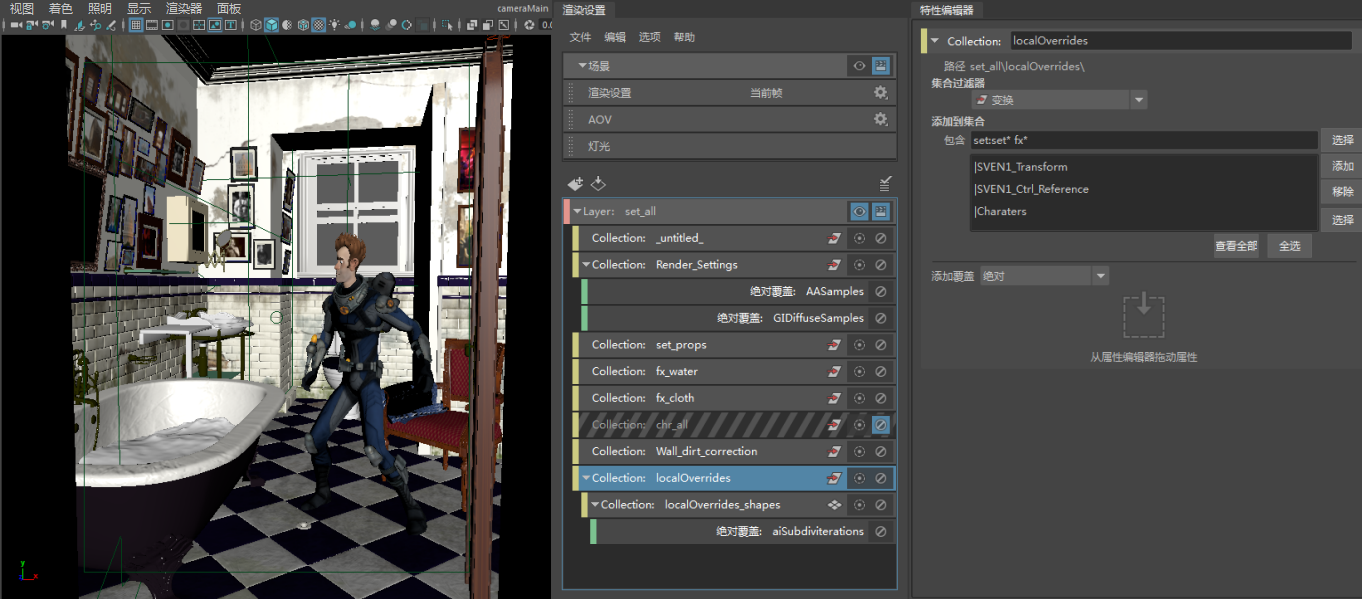 视图 着色 照明 显示 渲染器 面板
cameraMain
0.0
y
x
渲染设置
文件 编辑 选项 帮助
场景
渲染设置 当前帧
AOV
灯光
Layer: set_all
Collection: _untitled_
Collection: Render_Settings
绝对覆盖: AASamples
绝对覆盖: GIDiffuseSamples
Collection: set_props
Collection: fx_water
Collection: fx_cloth
Collection: chr_all
Collection: Wall_dirt_correction
Collection: localOverrides
Collection: localOverrides_shapes
绝对覆盖: aiSubdiviterations
特性编辑器
Collection: localOverrides
路径 set_all\localOverrides\
集合过滤器
变换
添加到集合
包含 set:set* fx* 选择
|SVEN1_Transform 添加
|SVEN1_Ctrl_Reference 移除
|Charaters 选择
查看全部 全选
添加覆盖 绝对
从属性编辑器拖动属性